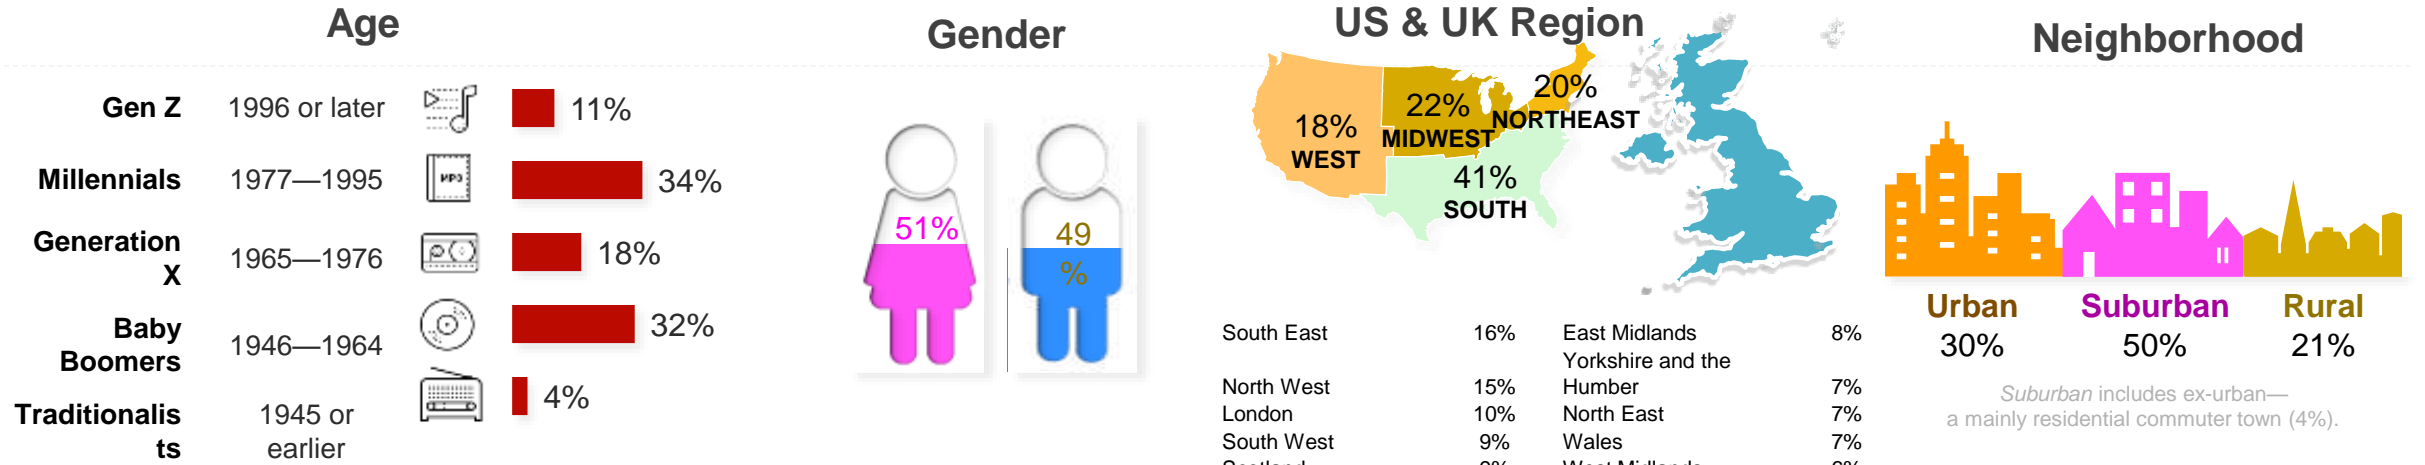 Age
Gen Z 1996 or later 11%
MP3
Millennials 1977—1995 34%
Generation
X
1965—1976 18%
Baby
Boomers
1946—1964 32%
Traditionalis
ts
1945 or
earlier
4%
Gender
51%
49
%
US & UK Region
18%
WEST
22%
MIDWEST
20%
NORTHEAST
41%
SOUTH
South East 16% East Midlands 8%
Yorkshire and the
North West 15% Humber 7%
London 10% North East 7%
South West 9% Wales 7%
Neighborhood
Urban Suburban Rural
30% 50% 21%
Suburban includes ex-urban—
a mainly residential commuter town (4%).